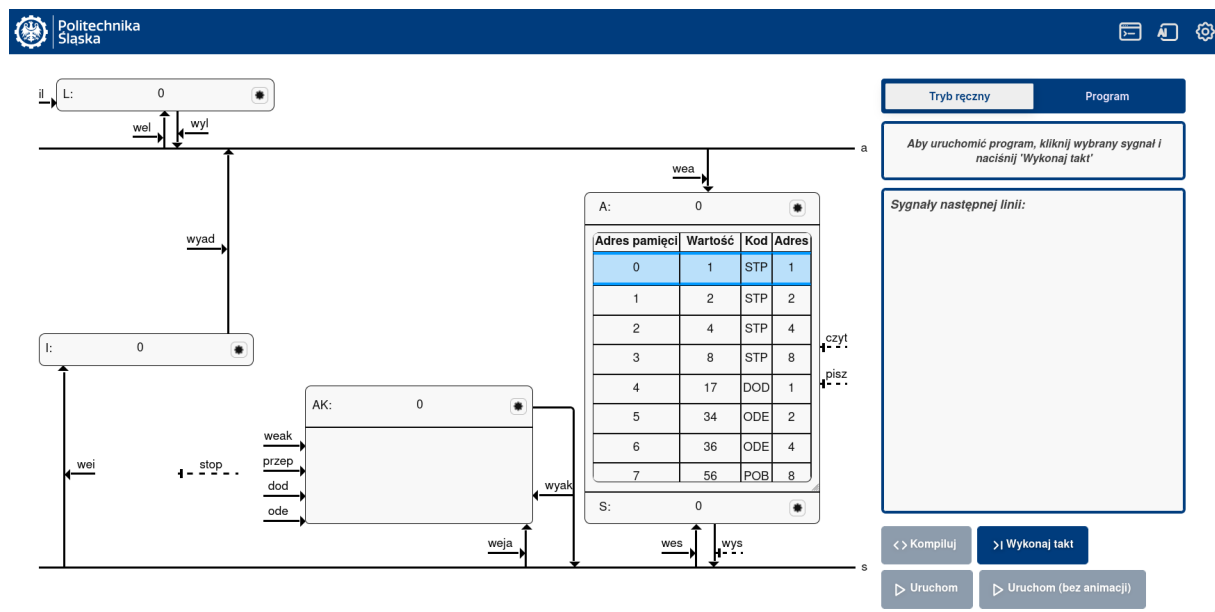 Politechnika
Śląska
il
L: 0
wel
wyl
a
wea
Tryb ręczny
Program
Aby uruchomić program, kliknij wybrany sygnał i
naciśnij 'Wykonaj takt'
Sygnały następnej linii:
A: 0
Adres pamięci Wartość Kod Adres
0 1 STP 1
1 2 STP 2
2 4 STP 4
3 8 STP 8
4 17 DOD 1
5 34 ODE 2
6 36 ODE 4
7 56 POB 8
czyt
pisz
S: 0
wyad
I: 0
AK: 0
weak
przep
dod
ode
wei
stop
wyak
weja
wes
wys
s
<> Kompiluj
Wykonaj takt
Uruchom
Uruchom (bez animacji)